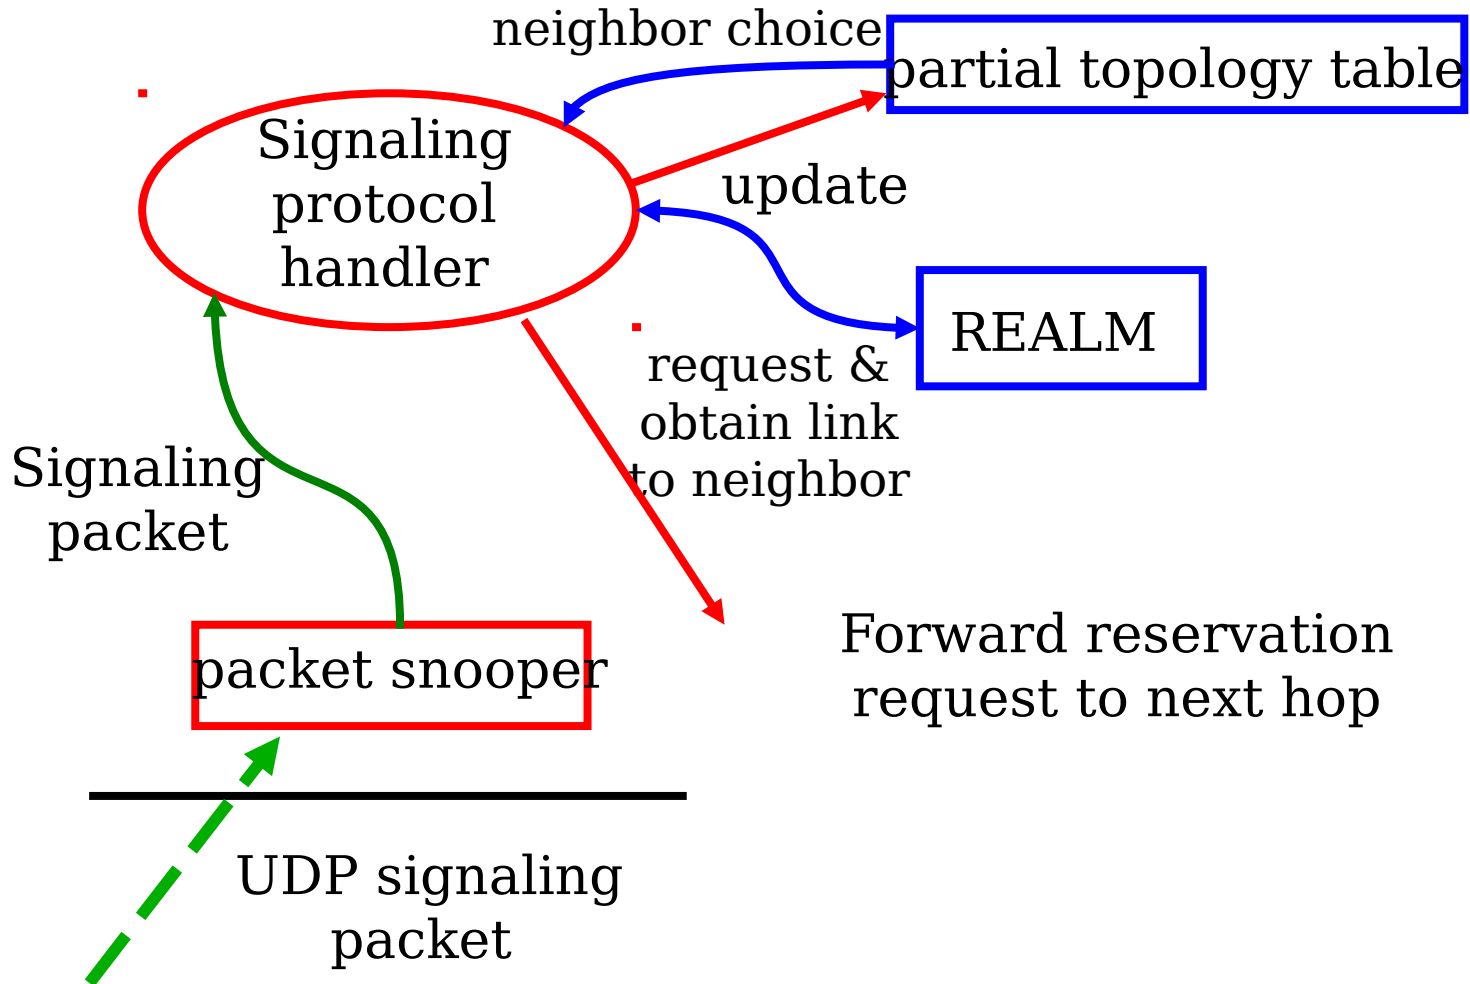 neighbor choice
partial topology table
Signaling
protocol
handler
update
REALM
request &
obtain link
to neighbor
Signaling
packet
Forward reservation
request to next hop
packet snooper
UDP signaling
packet